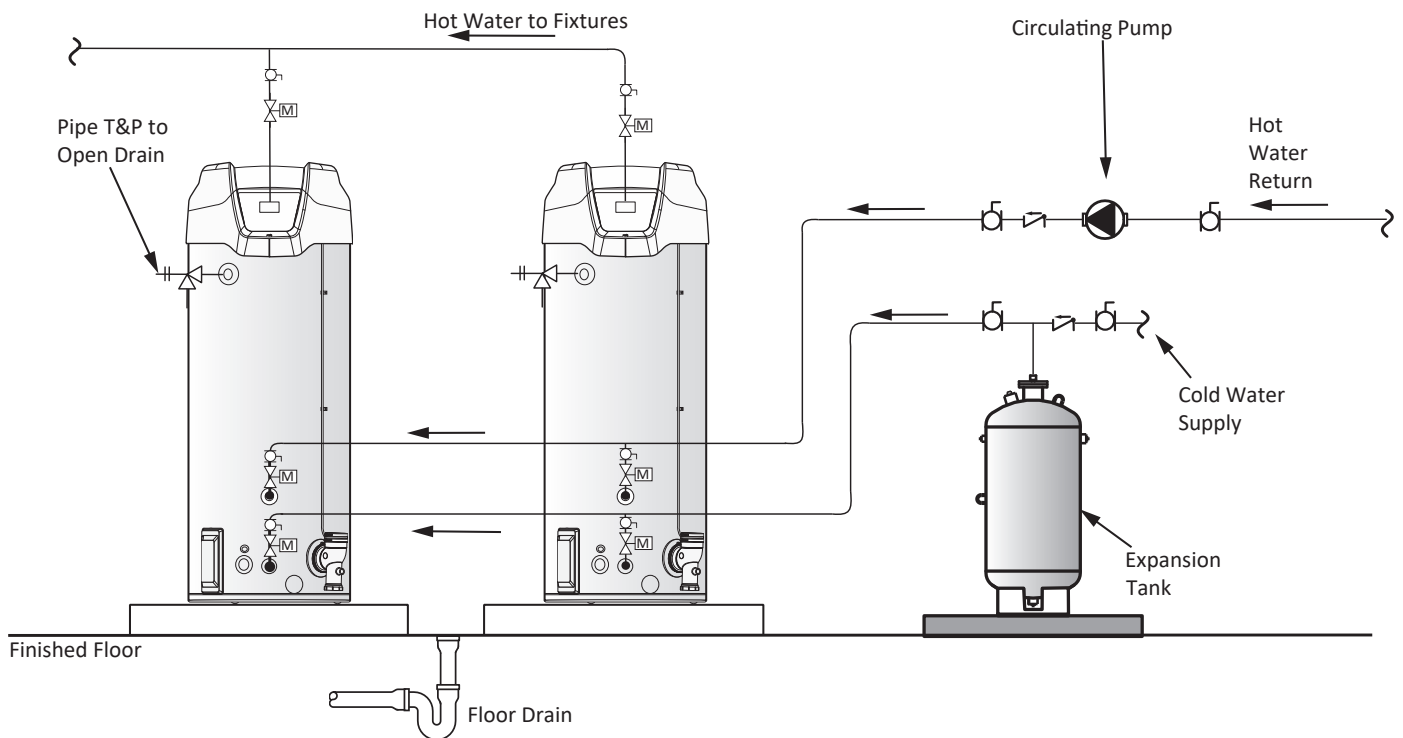 Hot Water to Fixtures
Circulating Pump
Pipe T&P to
Open Drain
Hot
Water
Return
M
M
Cold Water
Supply
M
M
M
M
Expansion
Tank
Finished Floor
Floor Drain